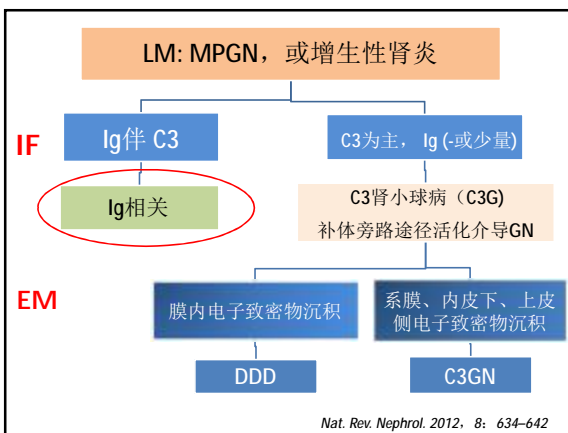 LM: MPGN，或增生性肾炎
IF
Ig伴 C3
C3为主， Ig (-或少量)
Ig相关
C3肾小球病（C3G)
补体旁路途径活化介导GN
EM
膜内电子致密物沉积
系膜、内皮下、上皮
侧电子致密物沉积
DDD
C3GN
Nat. Rev. Nephrol. 2012， 8： 634–642